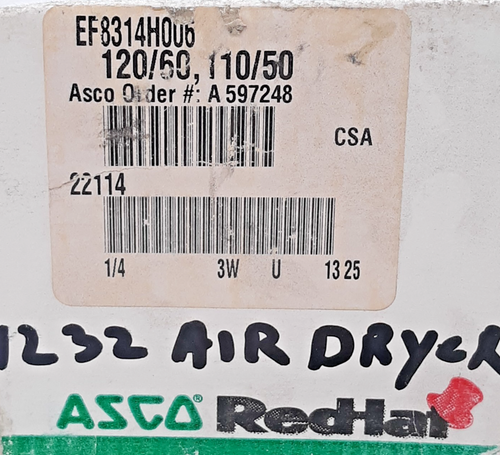 EF8314H006
120/60, 110/50
Asco Order #: A 597248
CSA
22114
1/4 3W U 13 25
1232 AIR DRYER
ASCO® RedHat